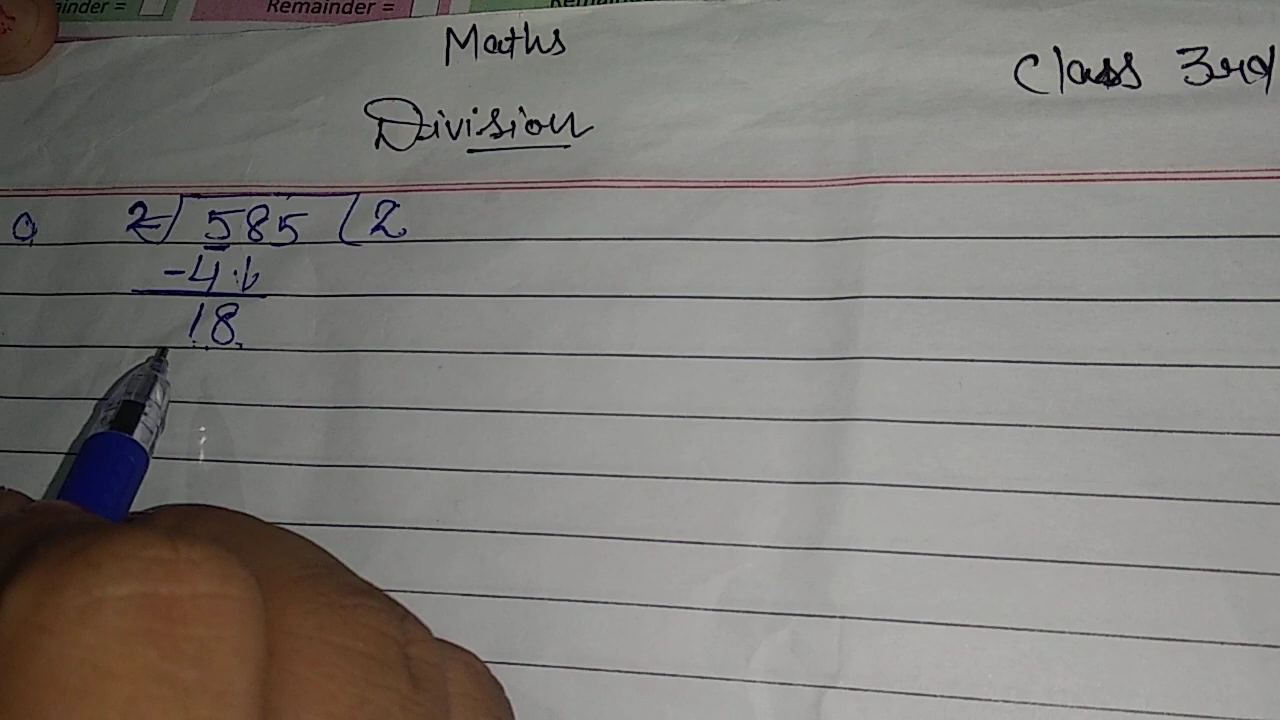 inder =
Remainder =
Maths
Class 3rd
Division
Q 2) 585 ( 2
-4
18